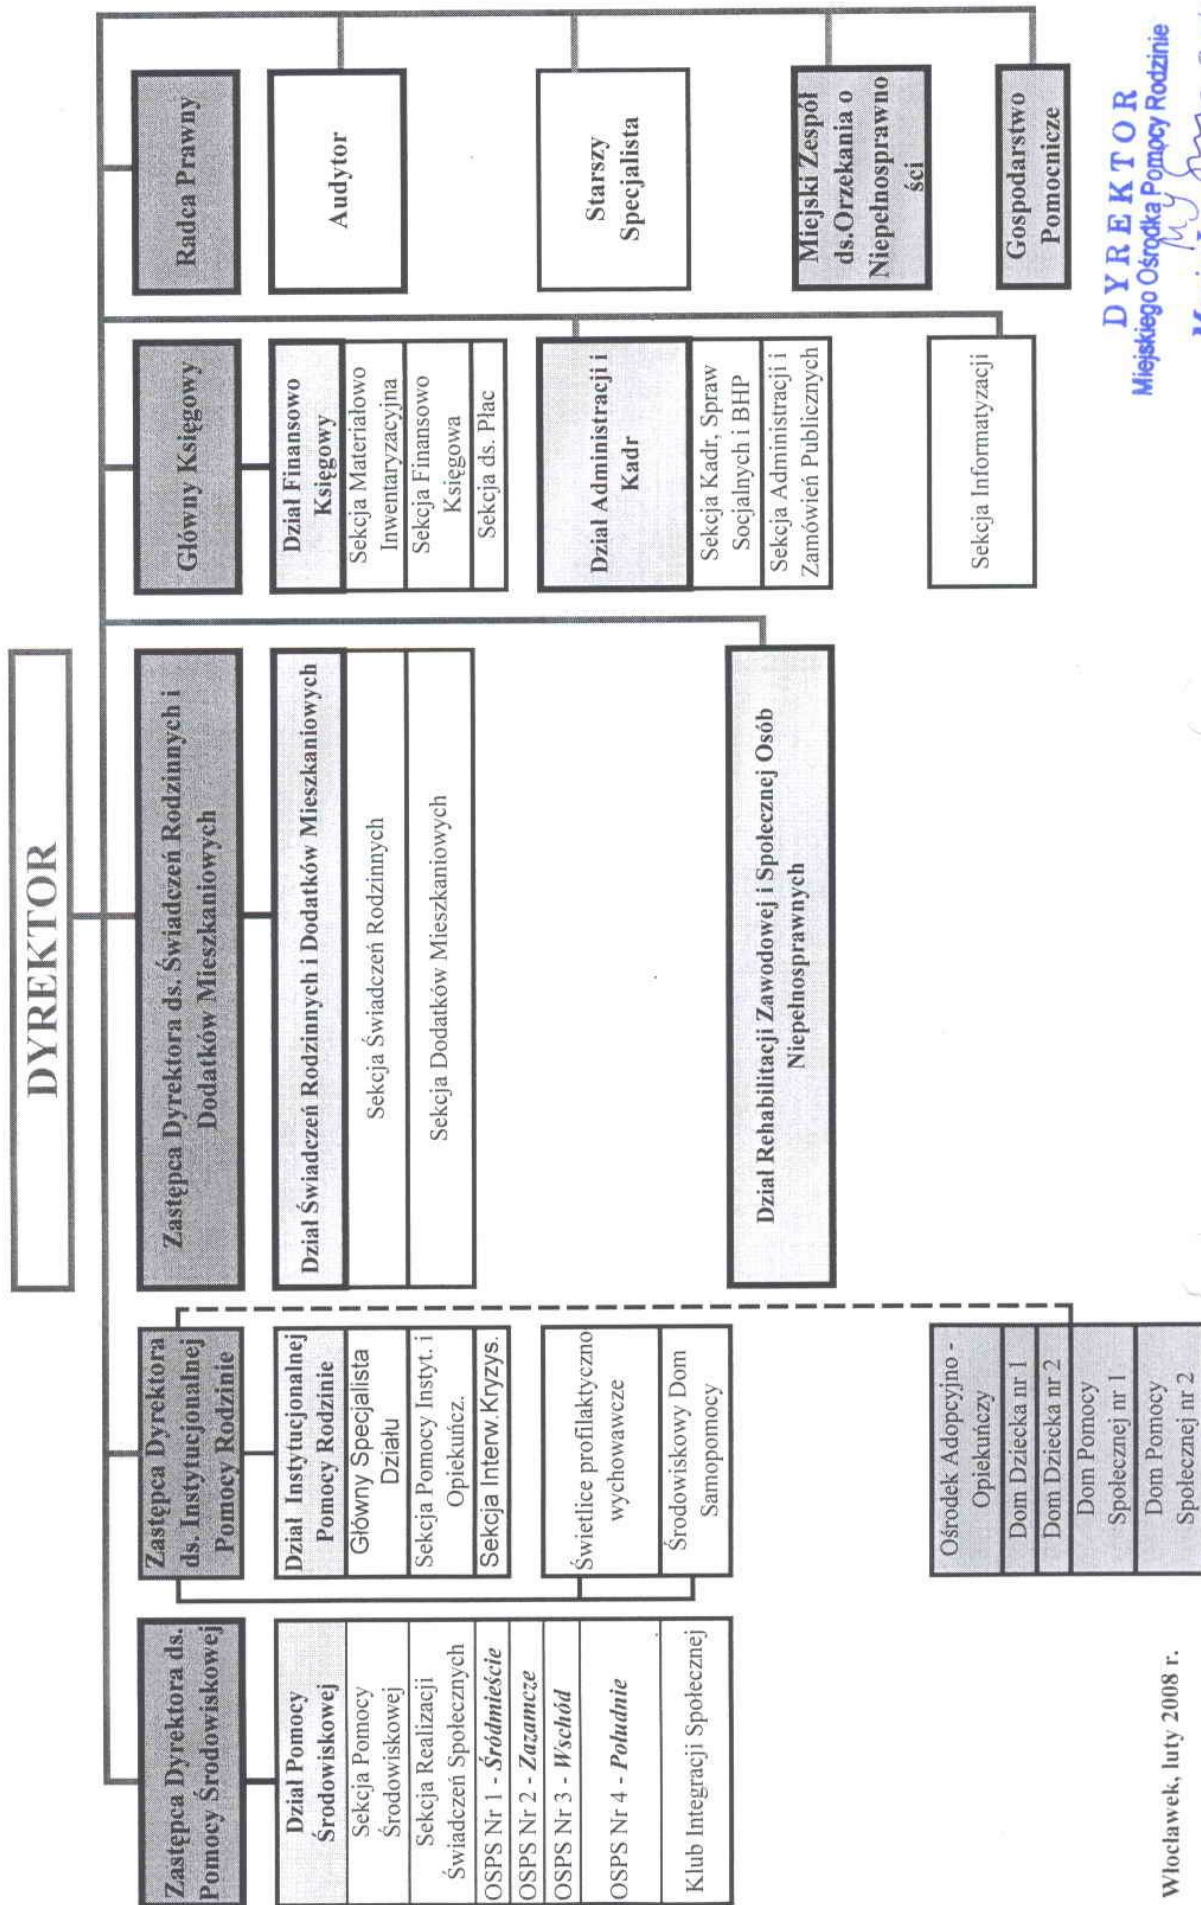 DYREKTOR
Zastępca Dyrektora ds.
Pomocy Środowiskowej
Dział Pomocy
Środowiskowej
Sekcja Pomocy
Środowiskowej
Sekcja Realizacji
Świadczeń Społecznych
OSPS Nr 1 - Śródmieście
OSPS Nr 2 - Zazamcze
OSPS Nr 3 - Wschód
OSPS Nr 4 - Południe
Klub Integracji Społecznej
Zastępca Dyrektora
ds. Instytucjonalnej
Pomocy Rodzinie
Dział Instytucjonalnej
Pomocy Rodzinie
Główny Specjalista
Działu
Sekcja Pomocy Instyt. i
Opiekuńcz.
Sekcja Interw.Kryzys.
Świetlice profilaktyczno
wychowawcze
Środowiskowy Dom
Samopomocy
Ośrodek Adopcyjno -
Opiekuńczy
Dom Dziecka nr 1
Dom Dziecka nr 2
Dom Pomocy
Społecznej nr 1
Dom Pomocy
Społecznej nr 2
Zastępca Dyrektora ds. Świadczeń Rodzinnych i
Dodatków Mieszkaniowych
Dział Świadczeń Rodzinnych i Dodatków Mieszkaniowych
Sekcja Świadczeń Rodzinnych
Sekcja Dodatków Mieszkaniowych
Dział Rehabilitacji Zawodowej i Społecznej Osób
Niepełnosprawnych
Główny Księgowy
Dział Finansowo
Księgowy
Sekcja Materiałowo
Inwentaryzacyjna
Sekcja Finansowo
Księgowa
Sekcja ds. Płac
Dział Administracji i
Kadr
Sekcja Kadr, Spraw
Socjalnych i BHP
Sekcja Administracji i
Zamówień Publicznych
Sekcja Informatyzacji
Radca Prawny
Audytor
Starszy
Specjalista
Miejski Zespół
ds.Orzekania o
Niepełnosprawno
ści
Gospodarstwo
Pomocnicze
Włocławek, luty 2008 r.
DYREKTOR
Miejskiego Ośrodka Pomocy Rodzinie